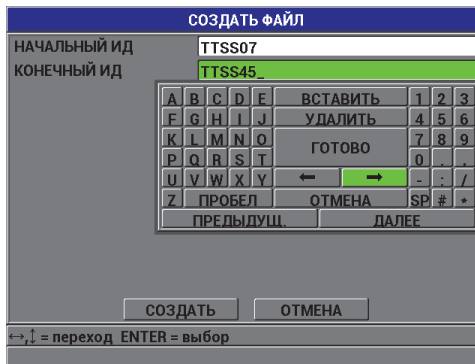 СОЗДАТЬ ФАЙЛ
НАЧАЛЬНЫЙ ИД TTSS07
КОНЕЧНЫЙ ИД TTSS45_
A B C D E ВСТАВИТЬ 1 2 3
F G H I J УДАЛИТЬ 4 5 6
K L M N O ГОТОВО 7 8 9
P Q R S T 0 . ,
U V W X Y ← → - : /
Z ПРОБЕЛ ОТМЕНА SP # *
ПРЕДЫДУЩ. ДАЛЕЕ
СОЗДАТЬ ОТМЕНА
↔,↕ = переход ENTER = выбор